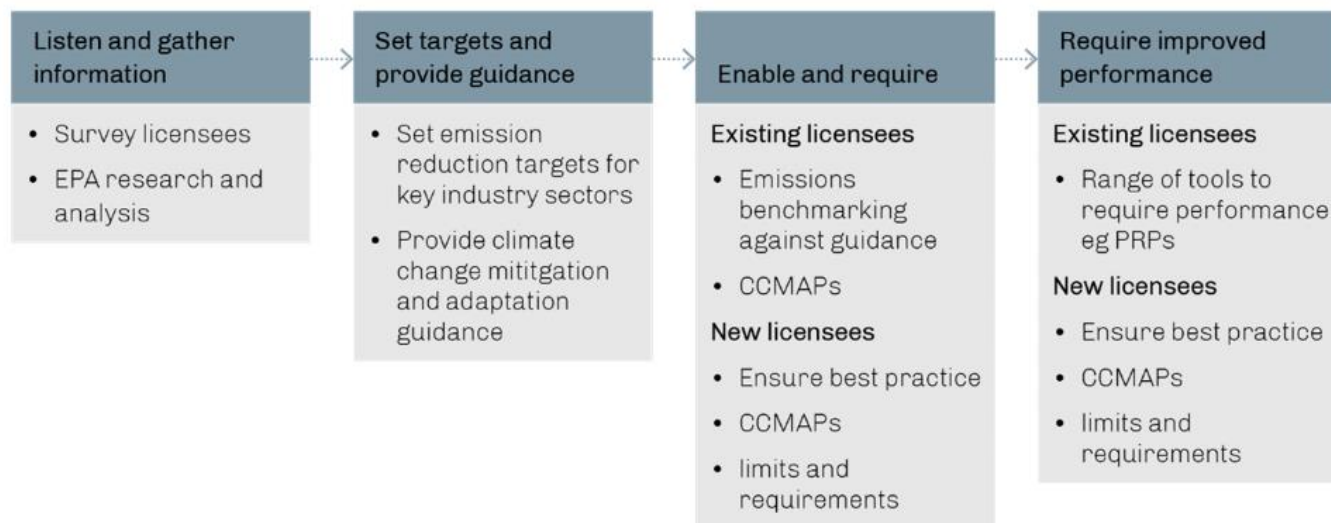 Listen and gather
information
• Survey licensees
• EPA research and
analysis
Set targets and
provide guidance
• Set emission
reduction targets for
key industry sectors
• Provide climate
change mititgation
and adaptation
guidance
Enable and require
Existing licensees
• Emissions
benchmarking
against guidance
• CCMAPs
New licensees
• Ensure best practice
• CCMAPs
• limits and
requirements
Require improved
performance
Existing licensees
• Range of tools to
require performance
eg PRPs
New licensees
• Ensure best practice
• CCMAPs
• limits and
requirements